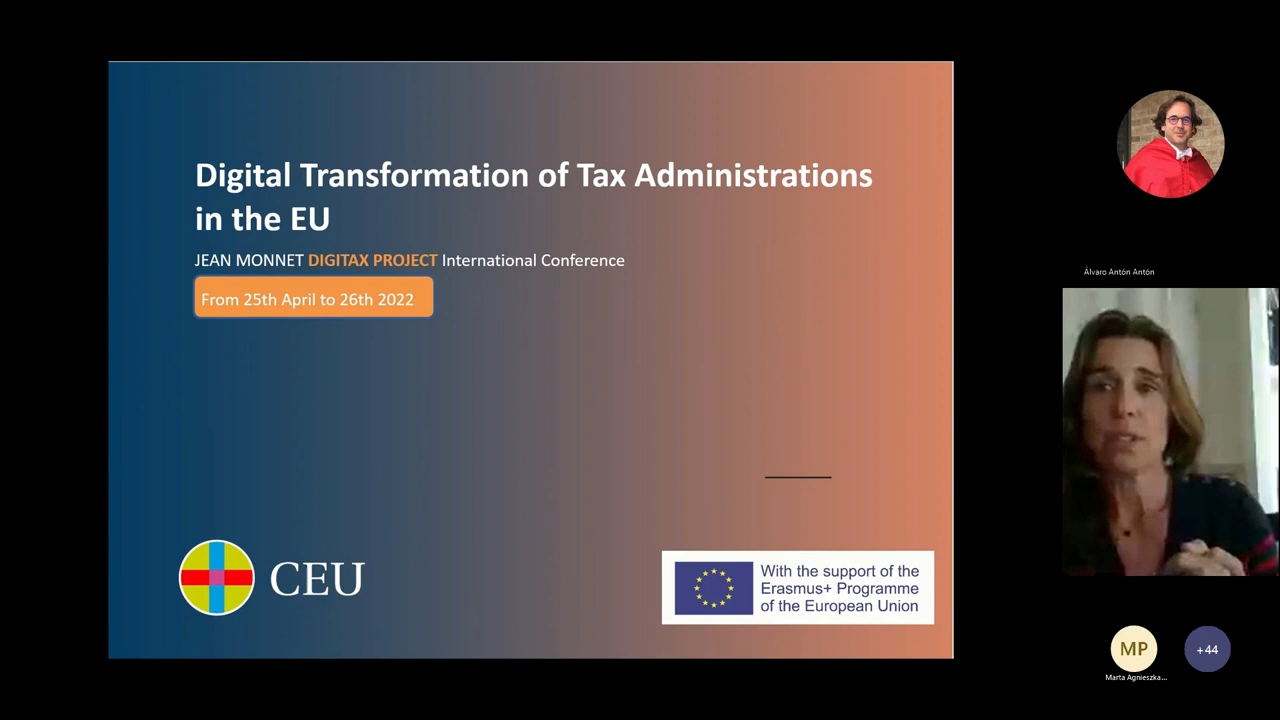 Digital Transformation of Tax Administrations
in the EU
JEAN MONNET DIGITAX PROJECT International Conference
From 25th April to 26th 2022
CEU
With the support of the
Erasmus+ Programme
of the European Union
Álvaro Antón Antón
MP
+44
Marta Agnieszka...